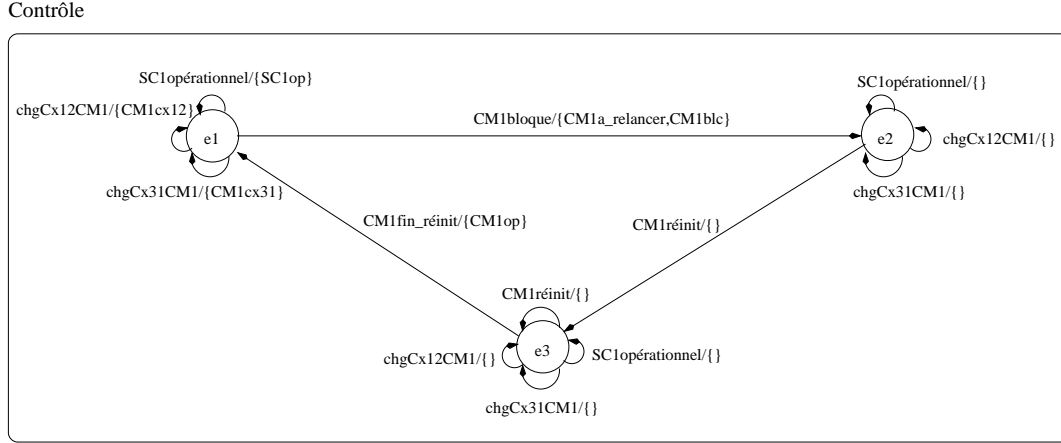 Contrôle
SC1opérationnel/{SC1op}
SC1opérationnel/{}
chgCx12CM1/{CM1cx12}
CM1bloque/{CM1a_relancer,CM1blc}
e1
e2
chgCx12CM1/{}
chgCx31CM1/{CM1cx31}
chgCx31CM1/{}
CM1fin_réinit/{CM1op}
CM1réinit/{}
CM1réinit/{}
e3
chgCx12CM1/{}
SC1opérationnel/{}
chgCx31CM1/{}